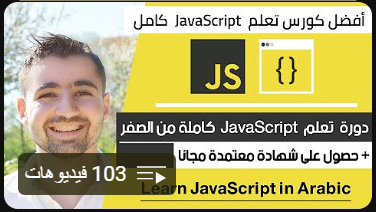 أفضل كورس تعلم JavaScript كامل
JS
{}
دورة تعلم JavaScript كاملة من الصفر
+ حصول على شهادة معتمدة مجانا
103 فيديوهات
Learn JavaScript in Arabic